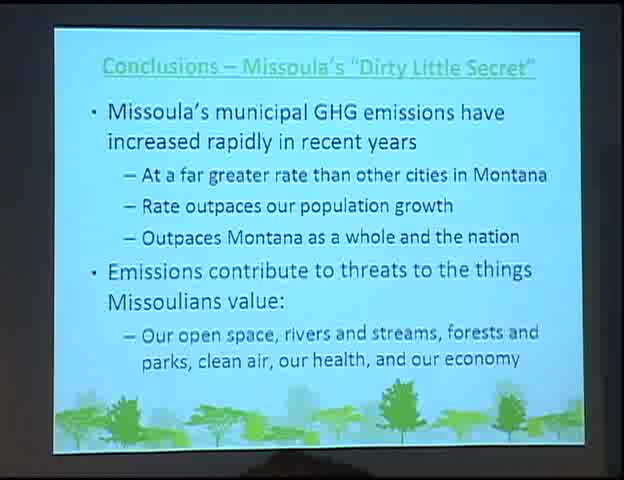 Conclusions – Missoula's "Dirty Little Secret"
• Missoula's municipal GHG emissions have
increased rapidly in recent years
– At a far greater rate than other cities in Montana
– Rate outpaces our population growth
– Outpaces Montana as a whole and the nation
• Emissions contribute to threats to the things
Missoulians value:
– Our open space, rivers and streams, forests and
parks, clean air, our health, and our economy